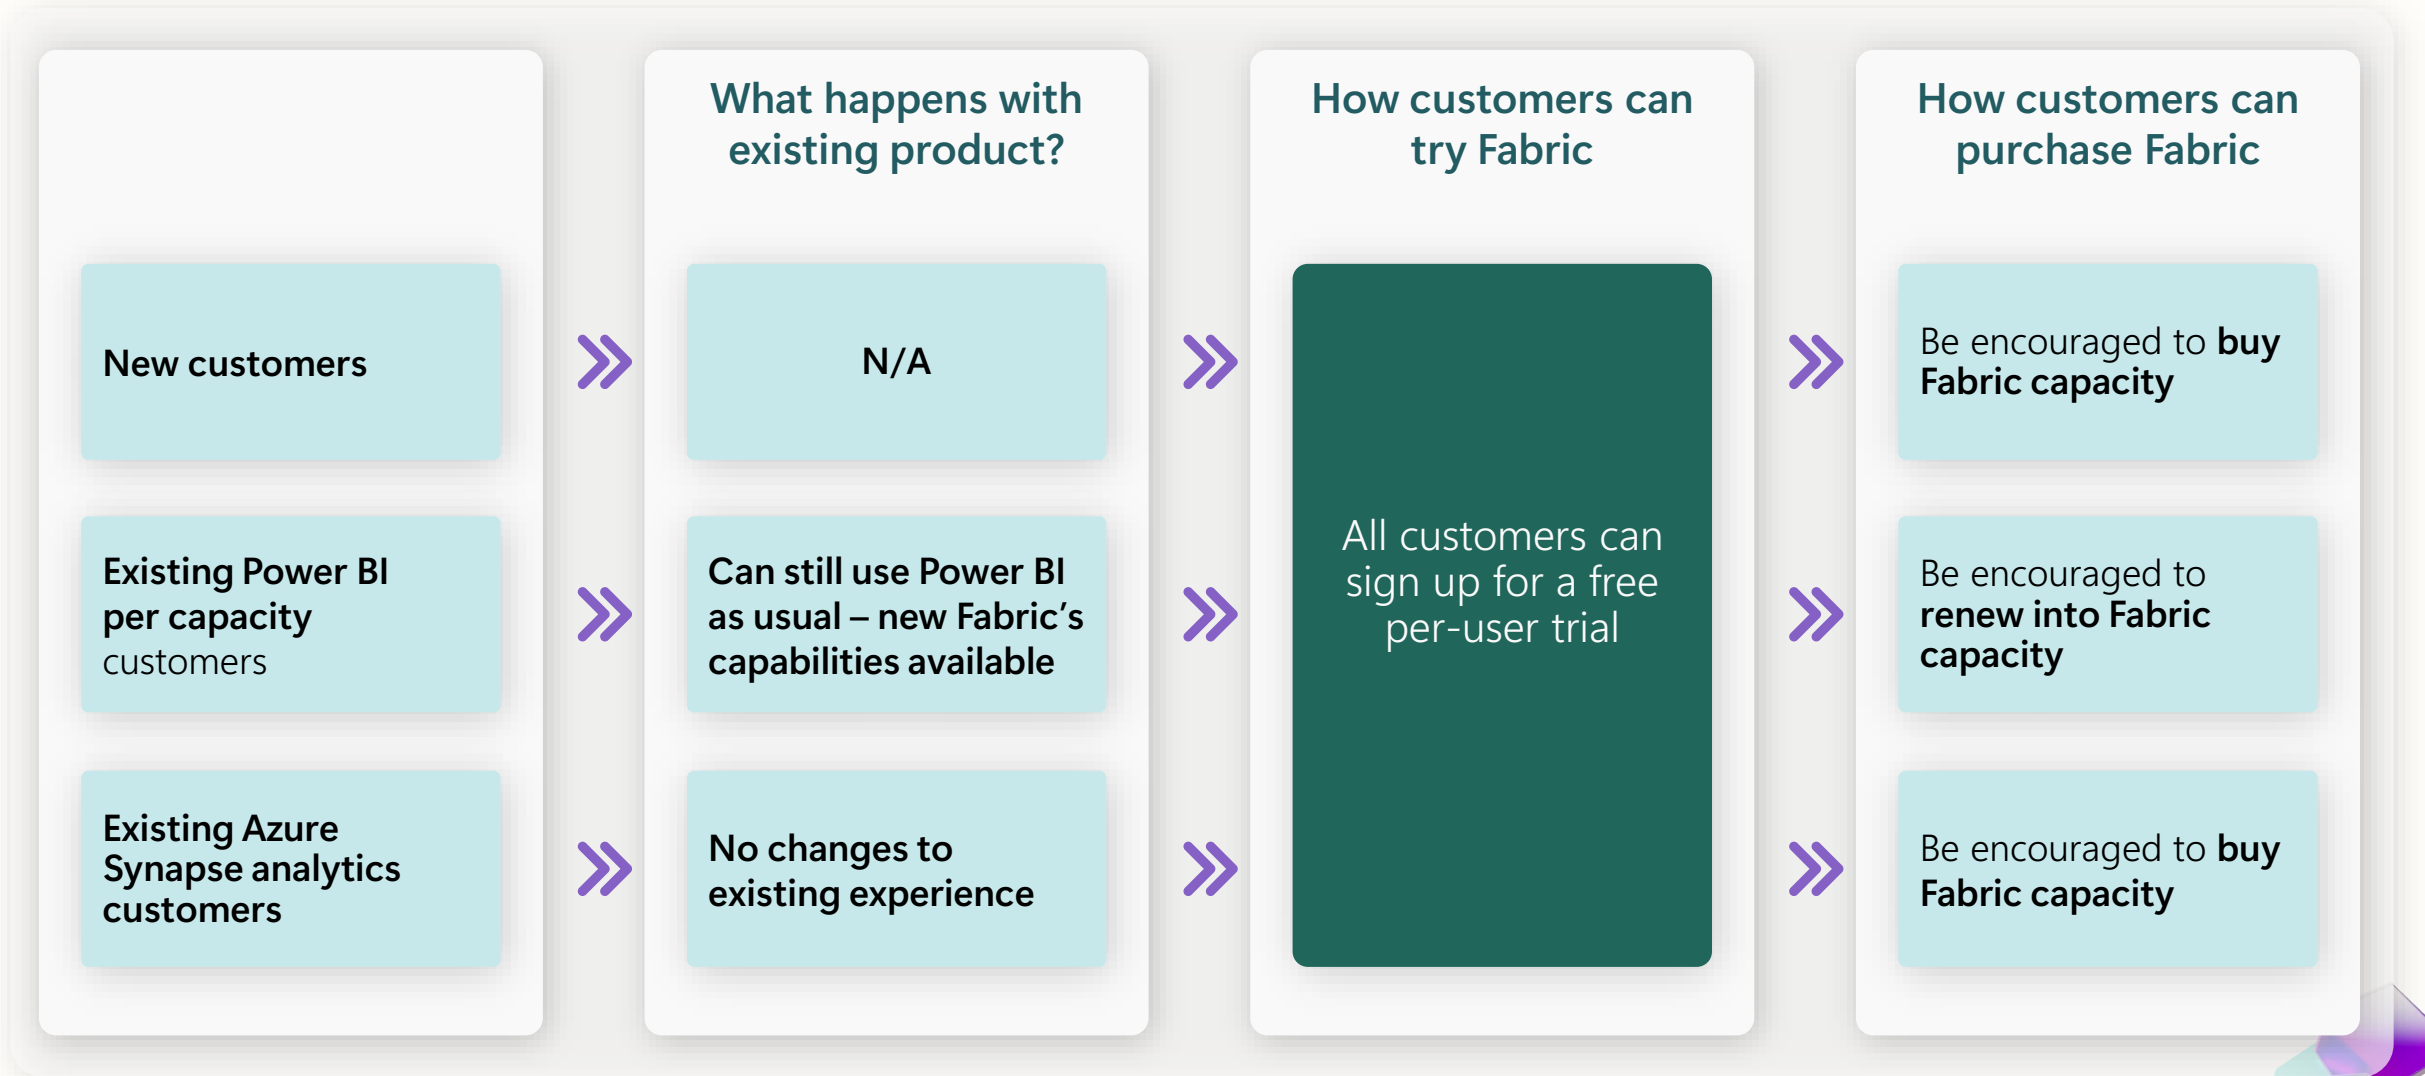 What happens with
existing product?
How customers can
try Fabric
How customers can
purchase Fabric
New customers
N/A
Be encouraged to buy
Fabric capacity
Existing Power BI
per capacity
customers
Can still use Power BI
as usual – new Fabric’s
capabilities available
All customers can
sign up for a free
per-user trial
Be encouraged to
renew into Fabric
capacity
Existing Azure
Synapse analytics
customers
No changes to
existing experience
Be encouraged to buy
Fabric capacity